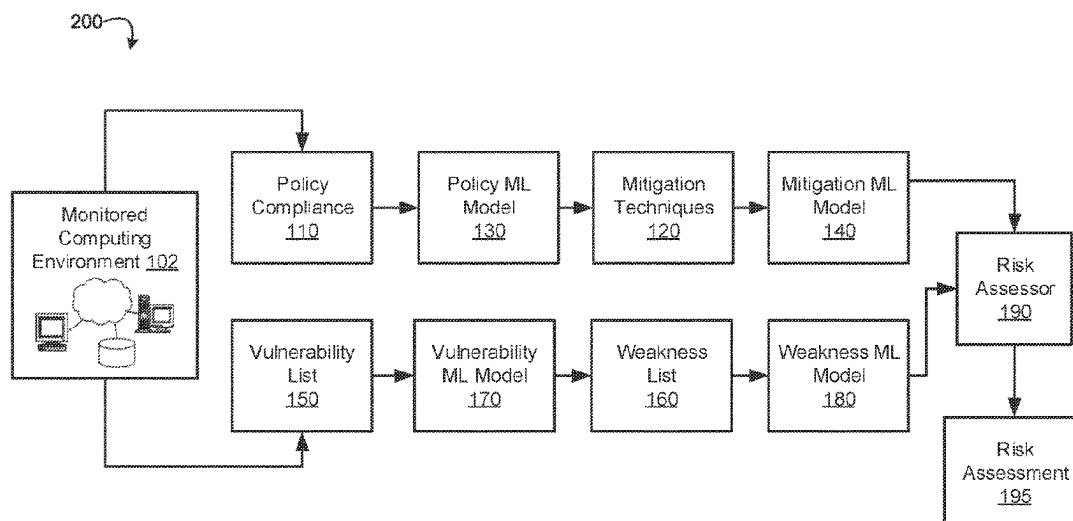 200
Policy
Compliance
110
Policy ML
Model
130
Mitigation
Techniques
120
Mitigation ML
Model
140
Monitored
Computing
Environment 102
Risk
Assessor
190
Vulnerability
List
150
Vulnerability
ML Model
170
Weakness
List
160
Weakness ML
Model
180
Risk
Assessment
195